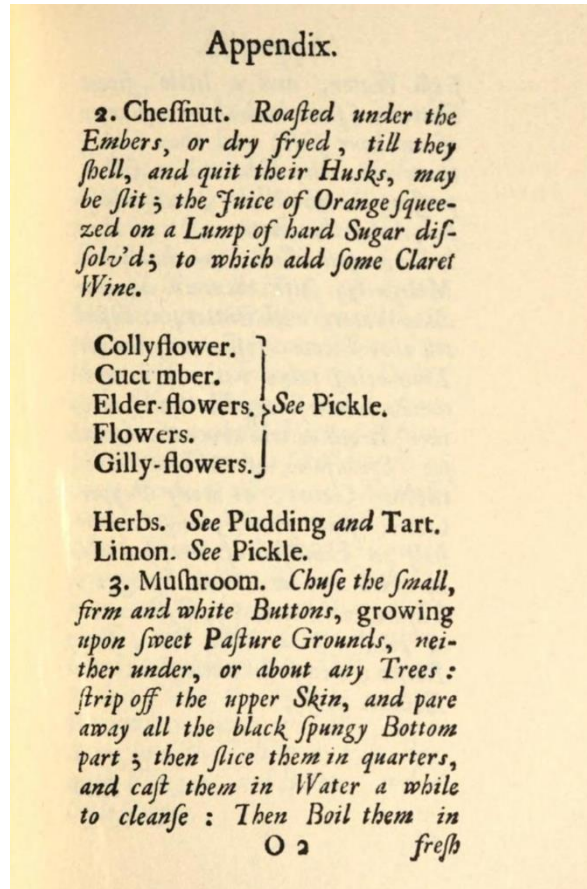 Appendix.
2. Cheſſnut. Roaſted under the
Embers, or dry fryed, till they
ſhell, and quit their Husks, may
be ſlit; the Juice of Orange ſquee-
zed on a Lump of hard Sugar diſ-
ſolv'd; to which add ſome Claret
Wine.
Collyflower.
Cucumber.
Elder-flowers. See Pickle.
Flowers.
Gilly-flowers.
Herbs. See Pudding and Tart.
Limon. See Pickle.
3. Muſhroom. Chuſe the ſmall,
firm and white Buttons, growing
upon ſweet Paſture Grounds, nei-
ther under, or about any Trees:
ſtrip off the upper Skin, and pare
away all the black ſpungy Bottom
part; then ſlice them in quarters,
and caſt them in Water a while
to cleanſe: Then Boil them in
O 2 freſh